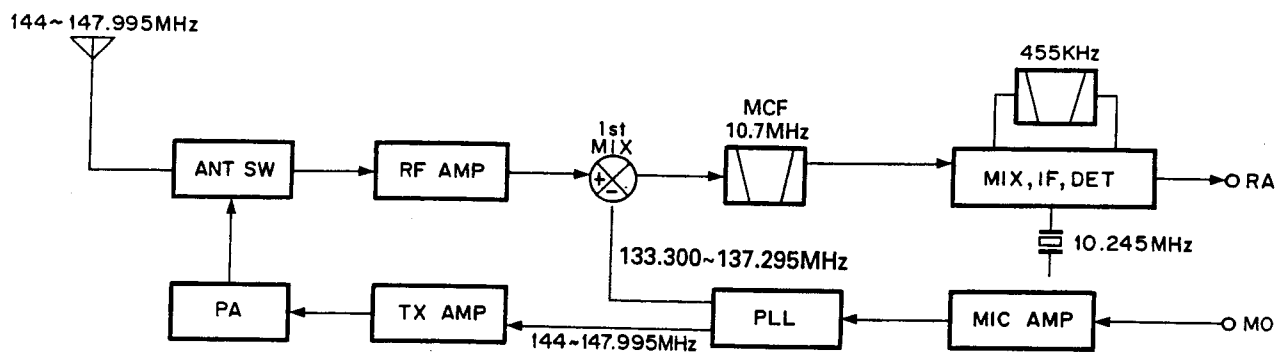 144~147.995MHz
455KHz
MCF
10.7MHz
1st
MIX
ANT SW
RF AMP
+
-
MIX, IF, DET
RA
10.245MHz
133.300~137.295MHz
PA
TX AMP
PLL
MIC AMP
MO
144~147.995MHz